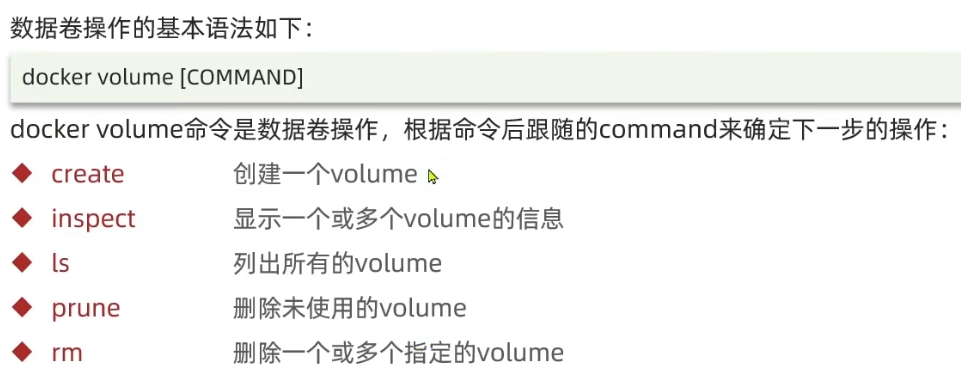 数据卷操作的基本语法如下：
docker volume [COMMAND]
docker volume命令是数据卷操作，根据命令后跟随的command来确定下一步的操作：
create 创建一个volume
inspect 显示一个或多个volume的信息
ls 列出所有的volume
prune 删除未使用的volume
rm 删除一个或多个指定的volume